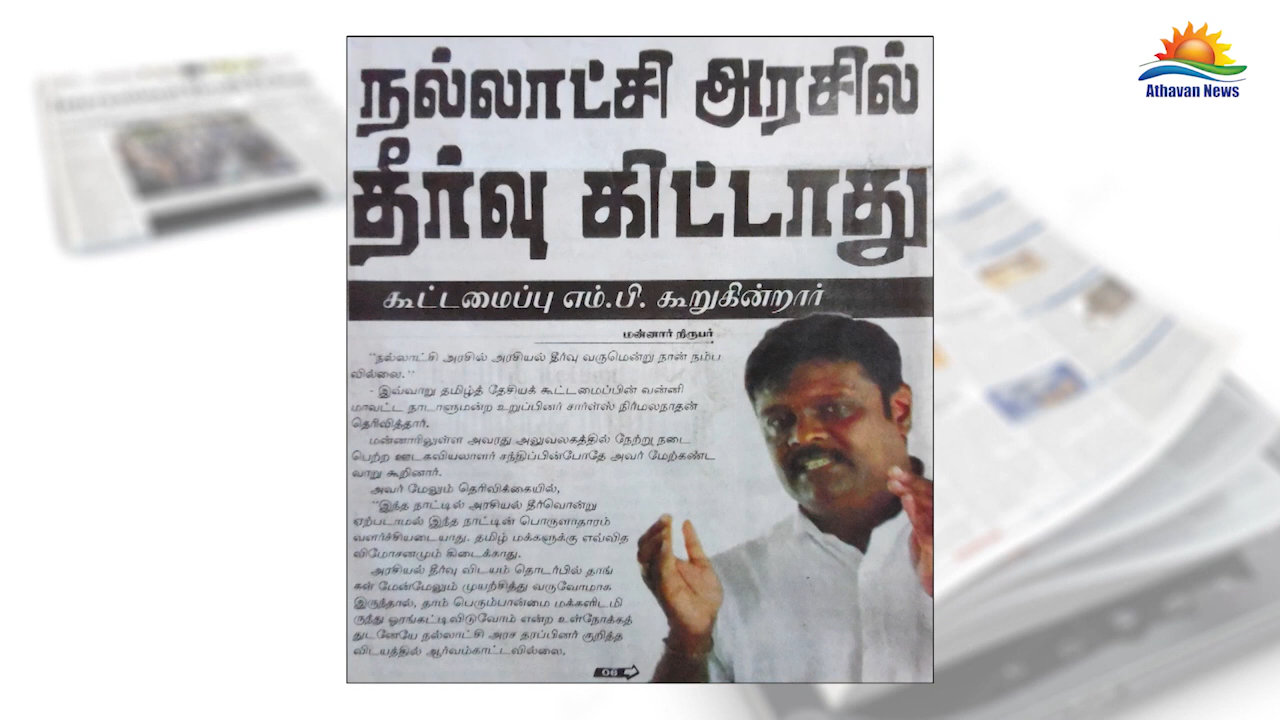 Athavan News
நல்லாட்சி அரசில்
தீர்வு கிட்டாது
கூட்டமைப்பு எம்.பி. கூறுகின்றார்
மன்னார் நிருபர்
"நல்லாட்சி அரசில் அரசியல் தீர்வு வருமென்று நான் நம்ப
வில்லை."
- இவ்வாறு தமிழ்த் தேசியக் கூட்டமைப்பின் வன்னி
மாவட்ட நாடாளுமன்ற உறுப்பினர் சார்ள்ஸ் நிர்மலநாதன்
தெரிவித்தார்.
மன்னாரிலுள்ள அவரது அலுவலகத்தில் நேற்று நடை
பெற்ற ஊடகவியலாளர் சந்திப்பின்போதே அவர் மேற்கண்ட
வாறு கூறினார்.
அவர் மேலும் தெரிவிக்கையில்,
"இந்த நாட்டில் அரசியல் தீர்வொன்று
ஏற்படாமல் இந்த நாட்டின் பொருளாதாரம்
வளர்ச்சியடையாது. தமிழ் மக்களுக்கு எவ்வித
விமோசனமும் கிடைக்காது.
அரசியல் தீர்வு விடயம் தொடர்பில் தாங்
கள் மேன்மேலும் முயற்சித்து வருவோமாக
இருந்தால், தாம் பெரும்பான்மை மக்களிடமி
ருந்து ஓரங்கட்டிவிடுவோம் என்ற உள்நோக்கத்
துடனேயே நல்லாட்சி அரச தரப்பினர் குறித்த
விடயத்தில் ஆர்வம்காட்டவில்லை.
06